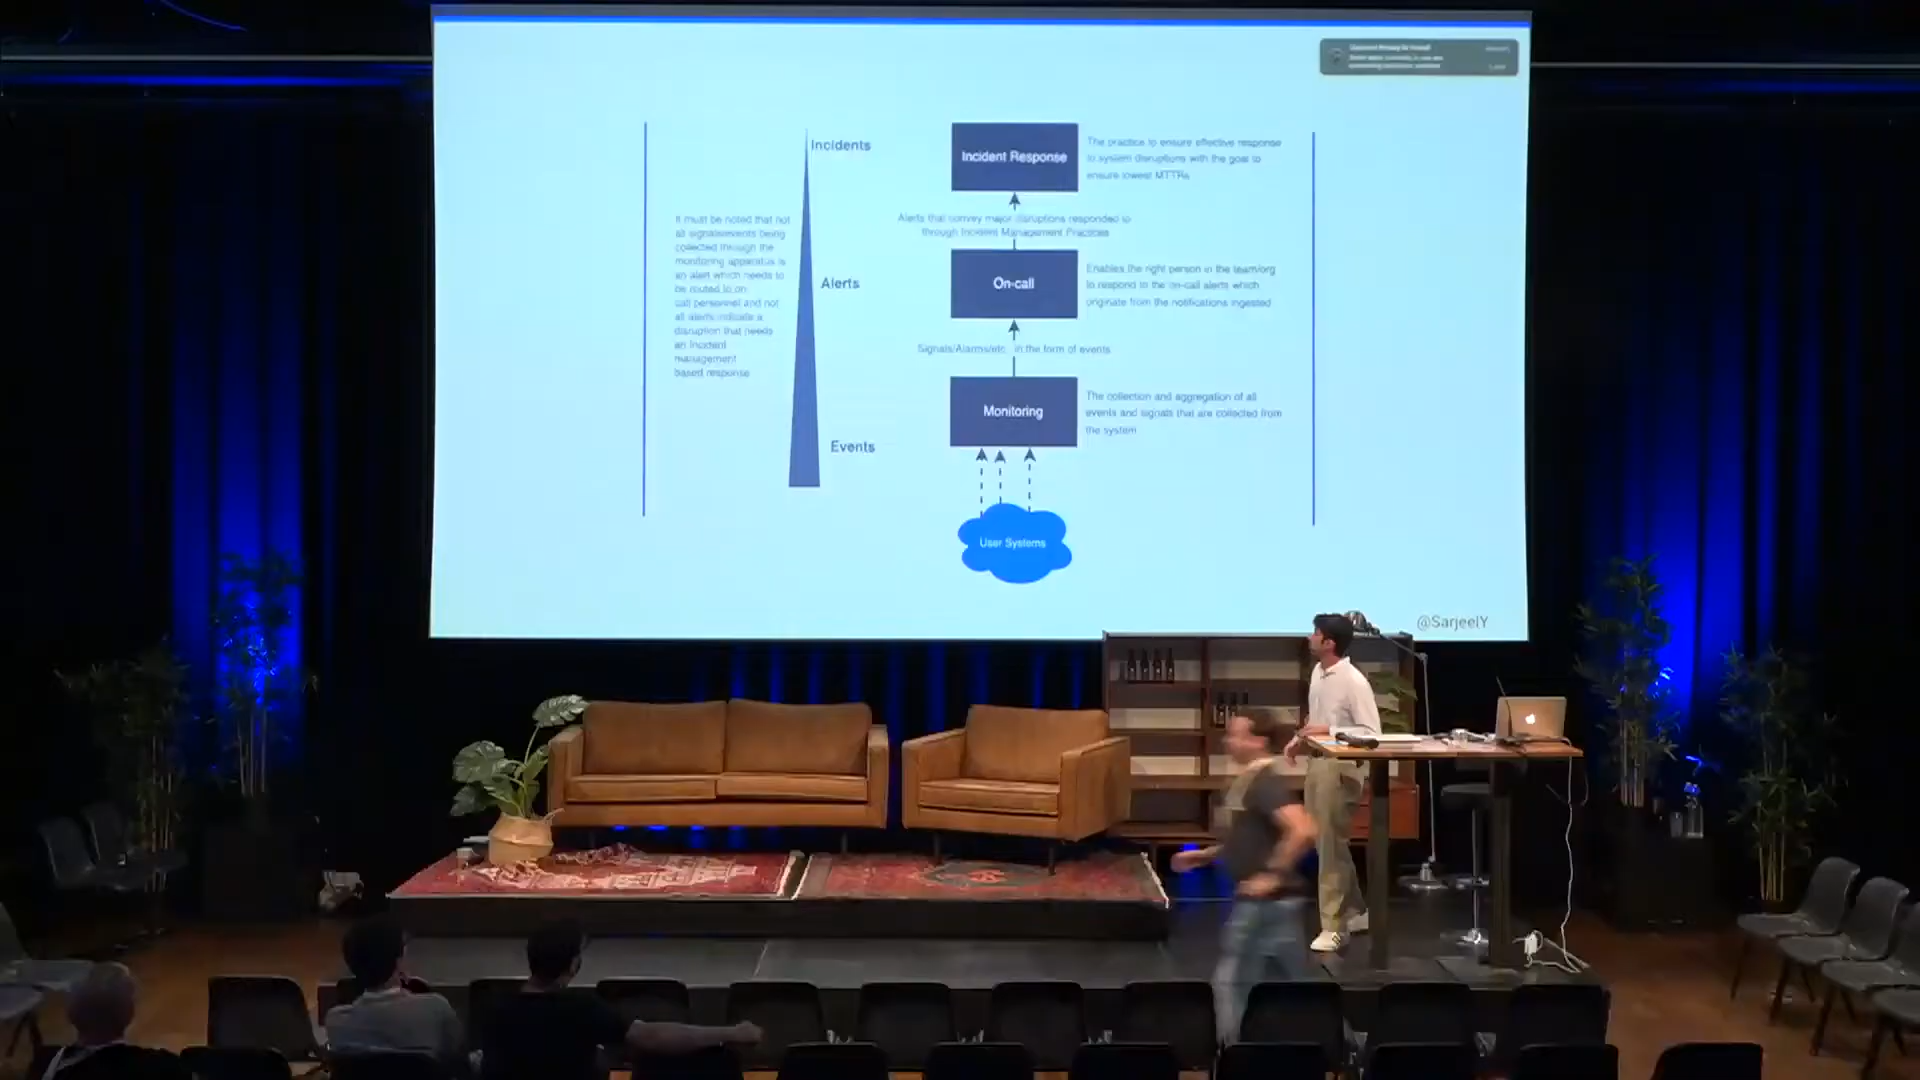 Incidents
It must be noted that not
all signals/events being
collected through the
monitoring apparatus is
an alert which needs to
be routed to on
call personnel and not
all alerts indicate a
disruption that needs
an Incident
management
based response
Alerts
Events
Incident Response
The practice to ensure effective response
to system disruptions with the goal to
ensure lowest MTTRs
Alerts that convey major disruptions responded to
through Incident Management Practices
On-call
Enables the right person in the team/org
to respond to the on-call alerts which
originate from the notifications ingested
Signals/Alarms/etc.. in the form of events
Monitoring
The collection and aggregation of all
events and signals that are collected from
the system
User Systems
@SarjeelY